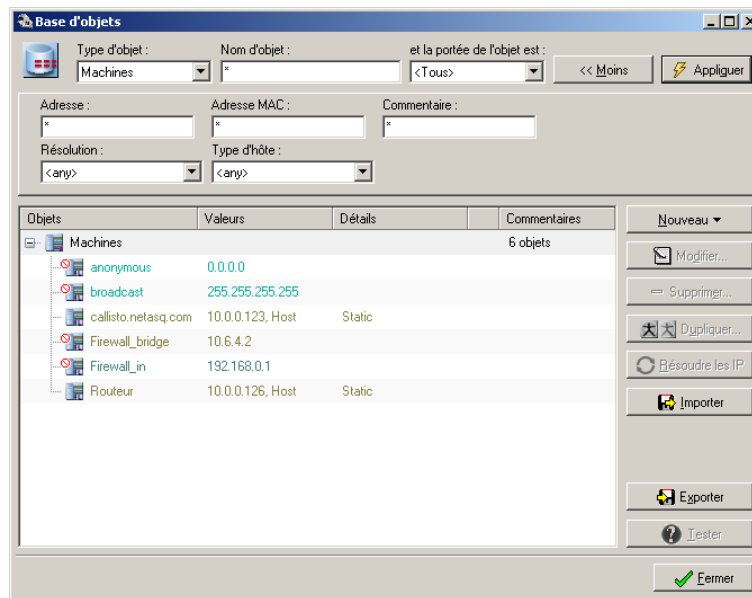 Base d'objets
Type d'objet : Nom d'objet : et la portée de l'objet est :
Machines * <Tous> << Moins Appliquer
Adresse : Adresse MAC : Commentaire :
* * *
Résolution : Type d'hôte :
<any> <any>
Objets Valeurs Détails Commentaires Nouveau
Machines 6 objets
Modifier...
anonymous 0.0.0.0
broadcast 255.255.255.255 Supprimer...
callisto.netasq.com 10.0.0.123, Host Static
Dupliquer...
Firewall_bridge 10.6.4.2
Firewall_in 192.168.0.1 Résoudre les IP
Routeur 10.0.0.126, Host Static
Importer
Exporter
Tester
Fermer